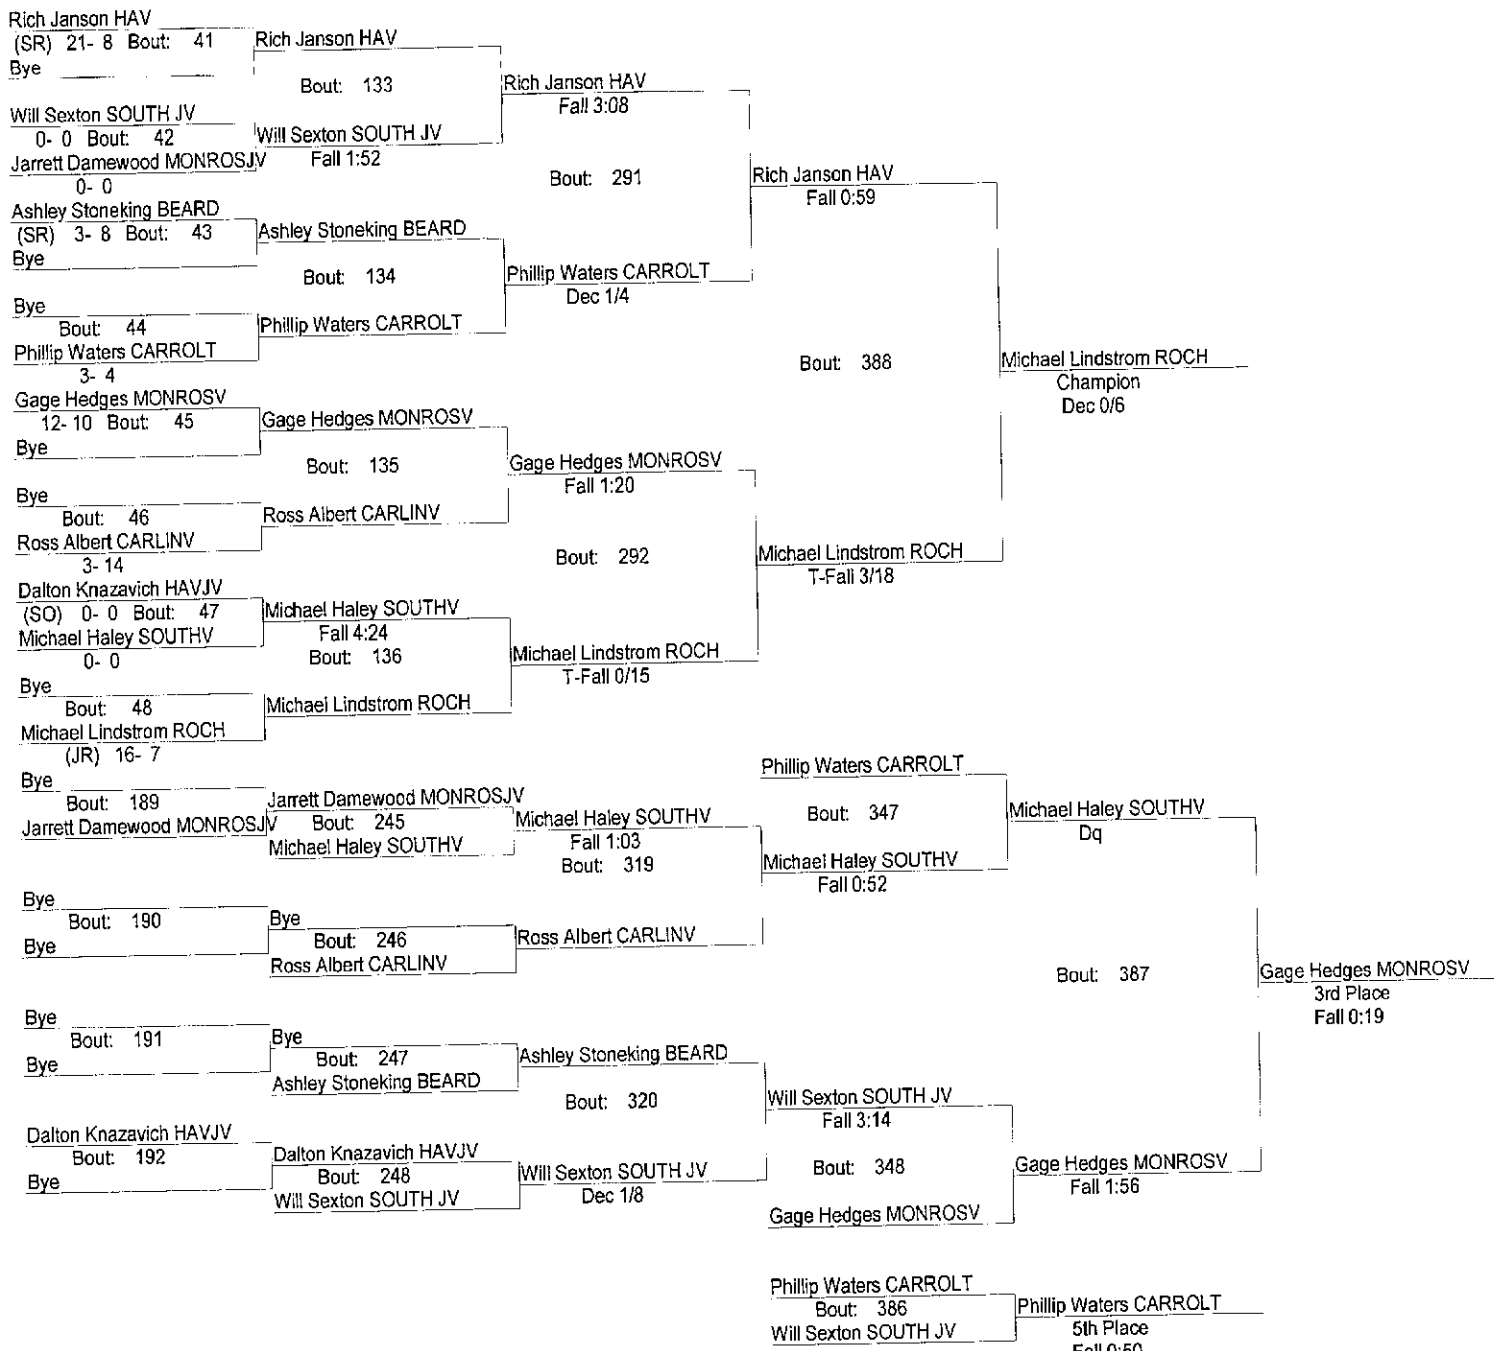 Rich Janson HAV
(SR) 21- 8 Bout: 41
Bye
Rich Janson HAV
Bout: 133
Will Sexton SOUTH JV
0- 0 Bout: 42
Jarrett Damewood MONROSJV
0- 0
Will Sexton SOUTH JV
Fall 1:52
Rich Janson HAV
Fall 3:08
Bout: 291
Ashley Stoneking BEARD
(SR) 3- 8 Bout: 43
Bye
Ashley Stoneking BEARD
Bout: 134
Bye
Bout: 44
Phillip Waters CARROLT
3- 4
Phillip Waters CARROLT
Phillip Waters CARROLT
Dec 1/4
Rich Janson HAV
Fall 0:59
Bout: 388
Gage Hedges MONROSV
12- 10 Bout: 45
Bye
Gage Hedges MONROSV
Bout: 135
Bye
Bout: 46
Ross Albert CARLINV
3- 14
Ross Albert CARLINV
Gage Hedges MONROSV
Fall 1:20
Bout: 292
Dalton Knazavich HAVJV
(SO) 0- 0 Bout: 47
Michael Haley SOUTHV
0- 0
Michael Haley SOUTHV
Fall 4:24
Bout: 136
Bye
Bout: 48
Michael Lindstrom ROCH
(JR) 16- 7
Michael Lindstrom ROCH
Michael Lindstrom ROCH
T-Fall 0/15
Michael Lindstrom ROCH
T-Fall 3/18
Michael Lindstrom ROCH
Champion
Dec 0/6
Bye
Bout: 189
Jarrett Damewood MONROSJV
Jarrett Damewood MONROSJV
Bout: 245
Michael Haley SOUTHV
Michael Haley SOUTHV
Fall 1:03
Bout: 319
Bye
Bout: 190
Bye
Bye
Bout: 246
Ross Albert CARLINV
Ross Albert CARLINV
Phillip Waters CARROLT
Bout: 347
Michael Haley SOUTHV
Fall 0:52
Michael Haley SOUTHV
Dq
Bout: 387
Bye
Bout: 191
Bye
Bye
Bout: 247
Ashley Stoneking BEARD
Ashley Stoneking BEARD
Bout: 320
Dalton Knazavich HAVJV
Bout: 192
Bye
Dalton Knazavich HAVJV
Bout: 248
Will Sexton SOUTH JV
Will Sexton SOUTH JV
Dec 1/8
Will Sexton SOUTH JV
Fall 3:14
Bout: 348
Gage Hedges MONROSV
Gage Hedges MONROSV
Fall 1:56
Gage Hedges MONROSV
3rd Place
Fall 0:19
Phillip Waters CARROLT
Bout: 386
Will Sexton SOUTH JV
Phillip Waters CARROLT
5th Place
Fall 0:50